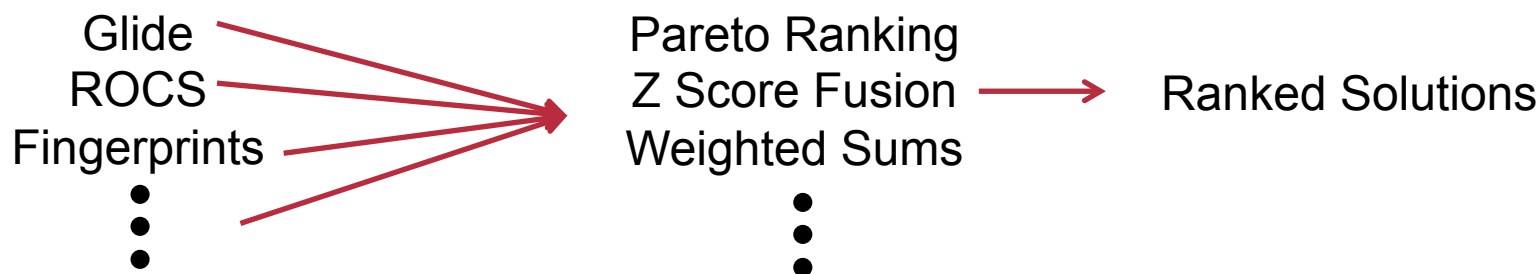 Glide
ROCS
Fingerprints
Pareto Ranking
Z Score Fusion
Weighted Sums
Ranked Solutions